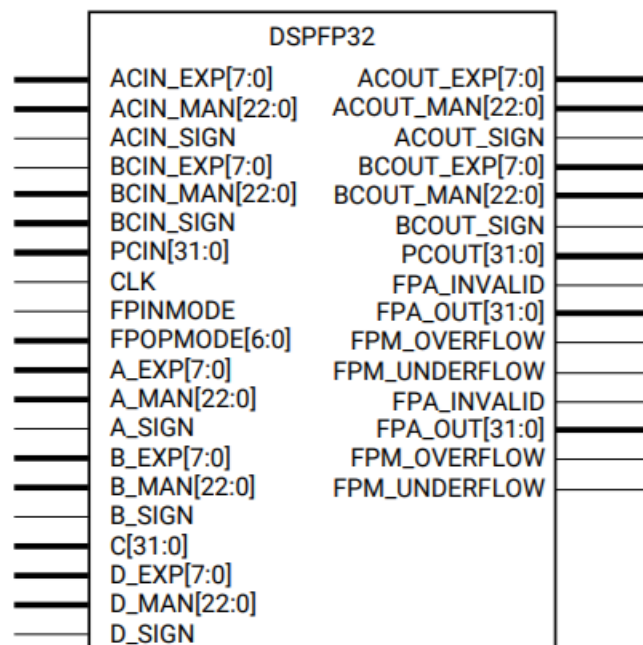 DSPFP32
ACIN_EXP[7:0] ACOUT_EXP[7:0]
ACIN_MAN[22:0] ACOUT_MAN[22:0]
ACIN_SIGN ACOUT_SIGN
BCIN_EXP[7:0] BCOUT_EXP[7:0]
BCIN_MAN[22:0] BCOUT_MAN[22:0]
BCIN_SIGN BCOUT_SIGN
PCIN[31:0] PCOUT[31:0]
CLK FPA_INVALID
FPINMODE FPA_OUT[31:0]
FPOPMODE[6:0] FPM_OVERFLOW
A_EXP[7:0] FPM_UNDERFLOW
A_MAN[22:0] FPA_INVALID
A_SIGN FPA_OUT[31:0]
B_EXP[7:0] FPM_OVERFLOW
B_MAN[22:0] FPM_UNDERFLOW
B_SIGN
C[31:0]
D_EXP[7:0]
D_MAN[22:0]
D_SIGN